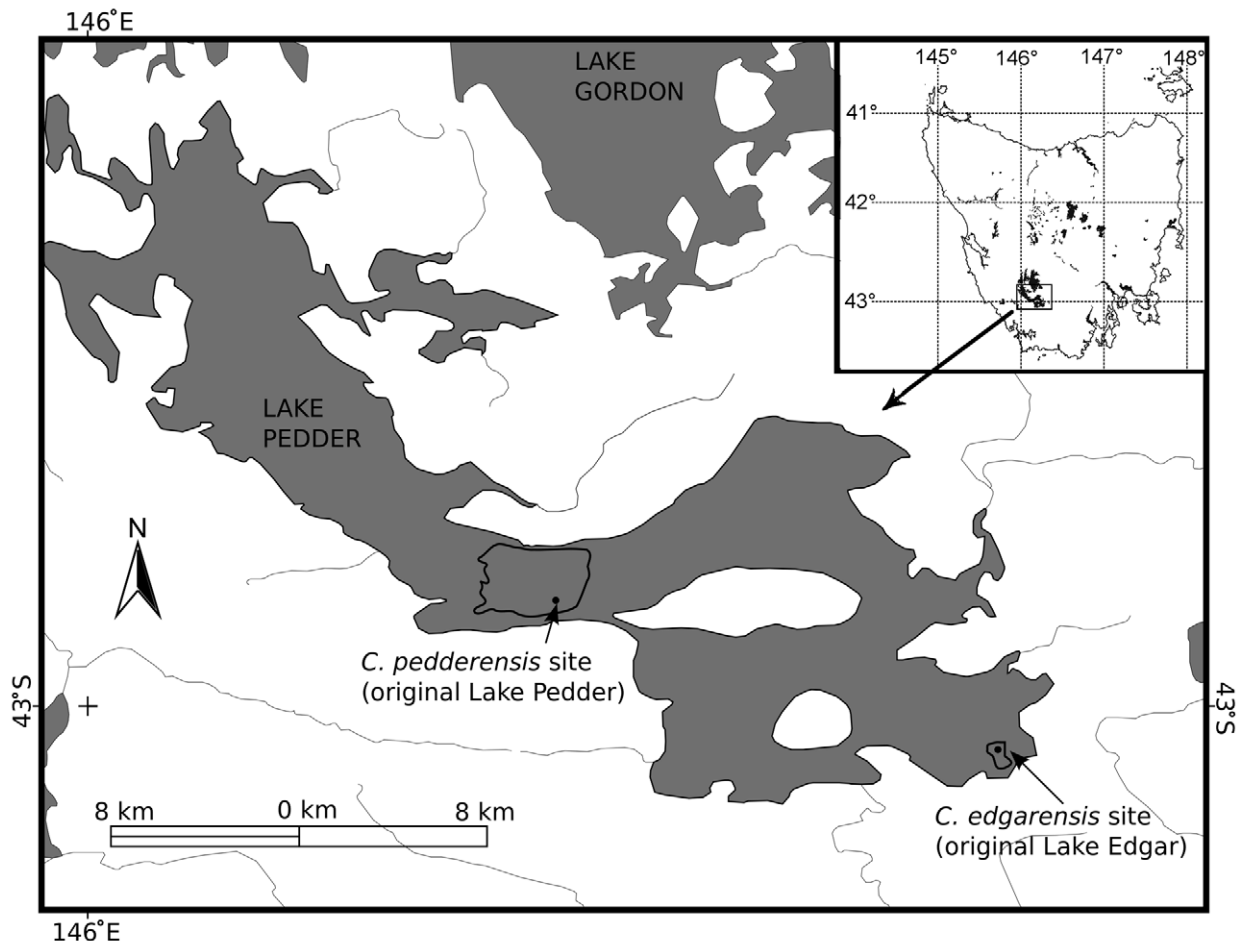 146°E
LAKE
GORDON
145° 146° 147° 148°
41°
42°
43°
LAKE
PEDDER
N
C. pedderensis site
(original Lake Pedder)
43°S
43°S
8 km 0 km 8 km
C. edgarensis site
(original Lake Edgar)
146°E